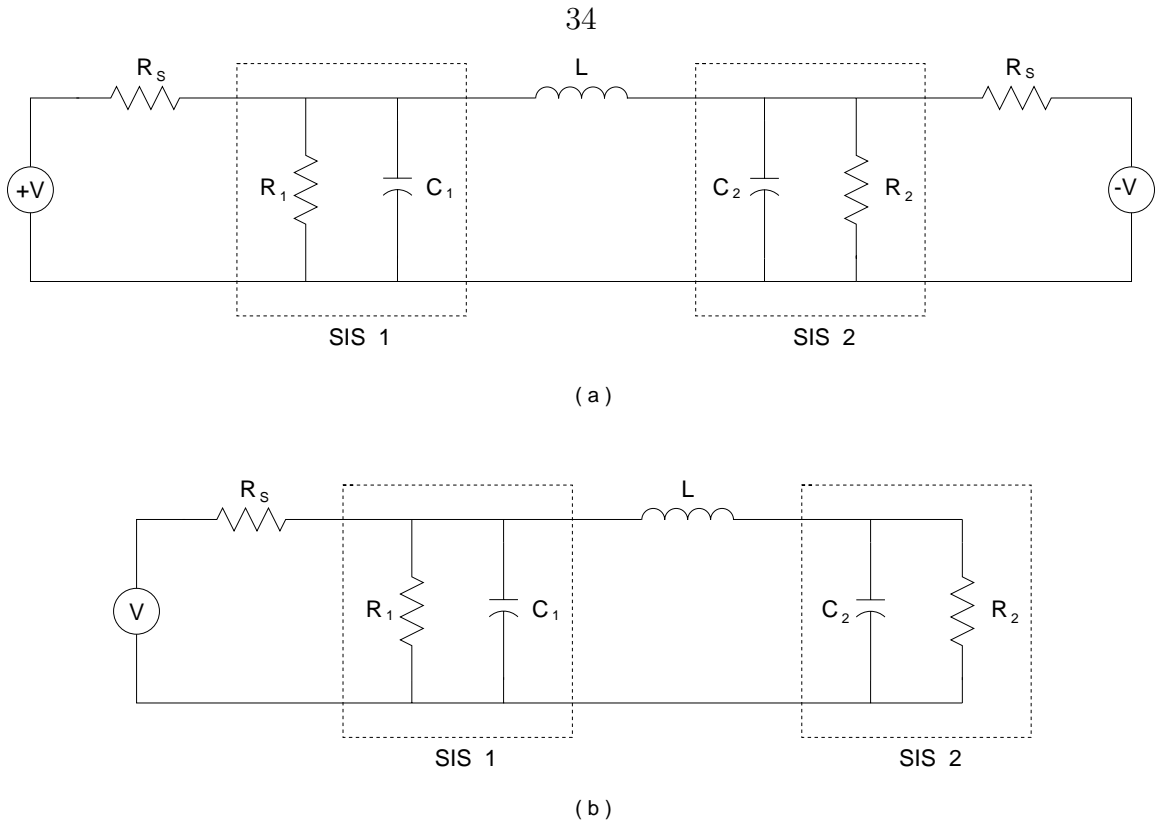 34
R S L R S
+V R 1 C 1 C 2 R 2 -V
SIS 1 SIS 2
( a )
R S L
V R 1 C 1 C 2 R 2
SIS 1 SIS 2
( b )